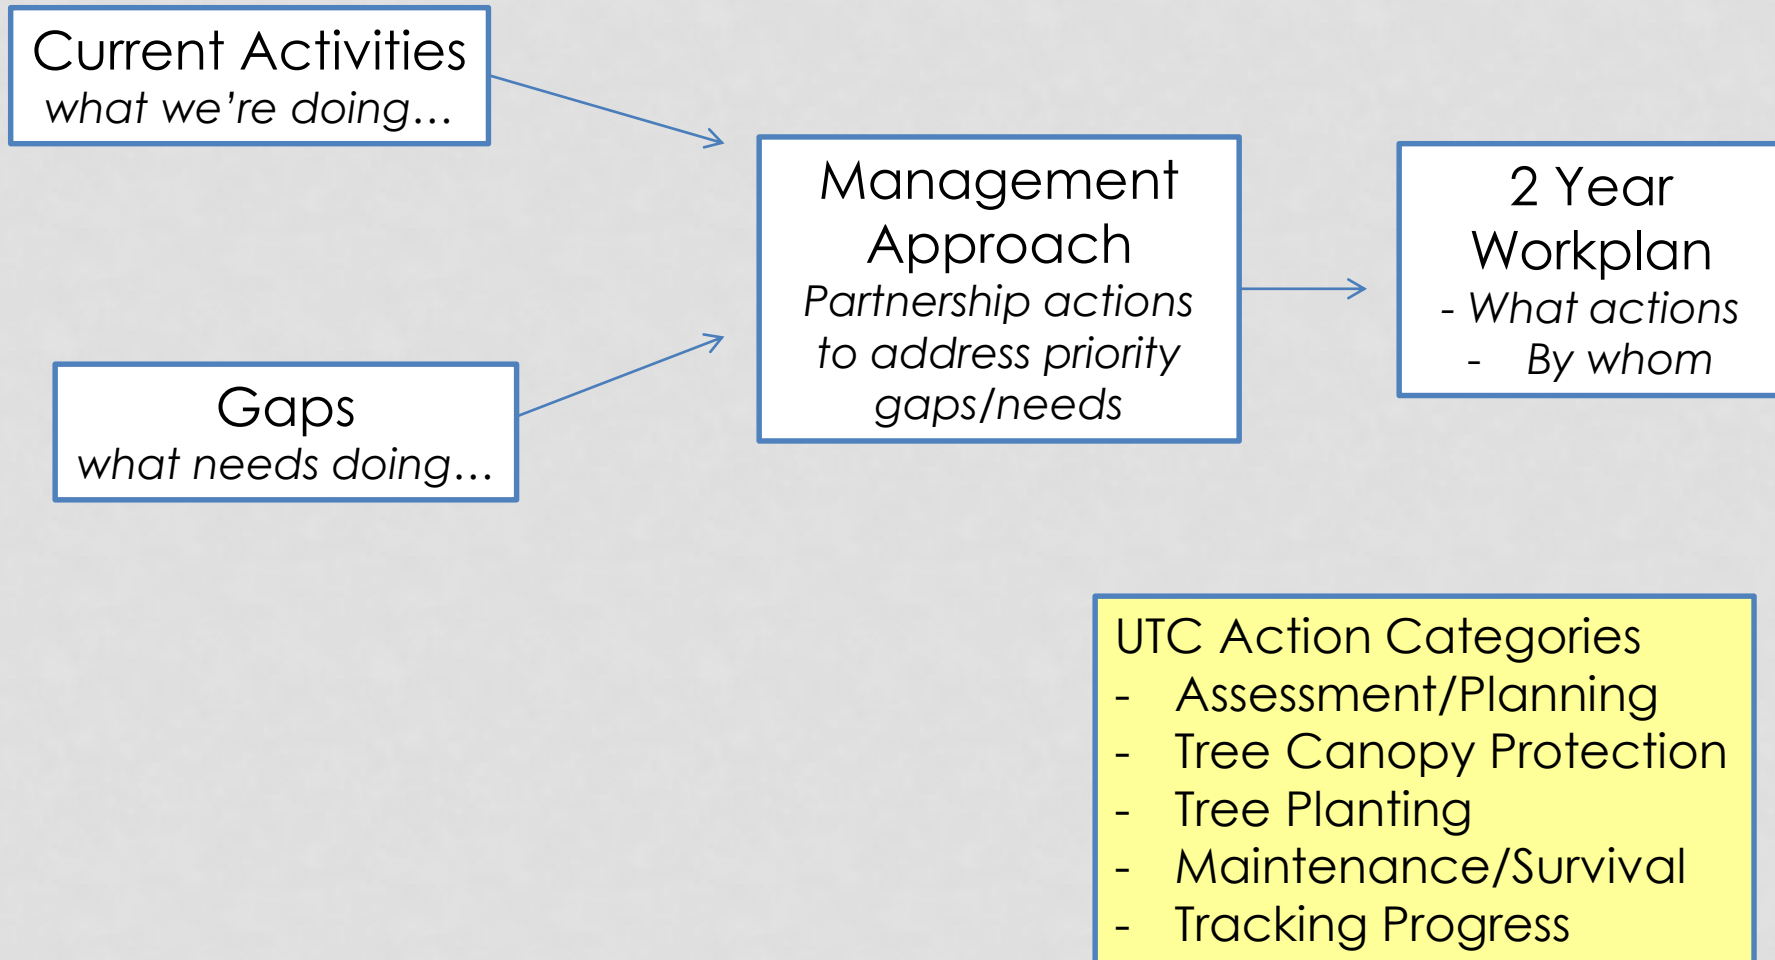 Current Activities
what we’re doing…
Gaps
what needs doing…
Management
Approach
Partnership actions
to address priority
gaps/needs
2 Year
Workplan
- What actions
- By whom
UTC Action Categories
- Assessment/Planning
- Tree Canopy Protection
- Tree Planting
- Maintenance/Survival
- Tracking Progress